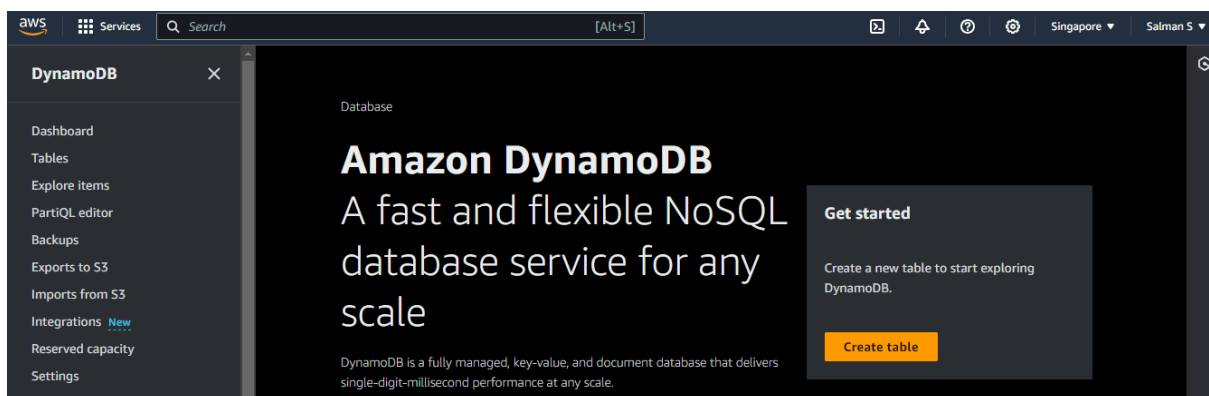 aws Services Search [Alt+S] Singapore ▼ Salman S ▼
DynamoDB
Dashboard
Tables
Explore items
PartiQL editor
Backups
Exports to S3
Imports from S3
Integrations New
Reserved capacity
Settings
Database
Amazon DynamoDB
A fast and flexible NoSQL
database service for any
scale
DynamoDB is a fully managed, key-value, and document database that delivers
single-digit-millisecond performance at any scale.
Get started
Create a new table to start exploring
DynamoDB.
Create table